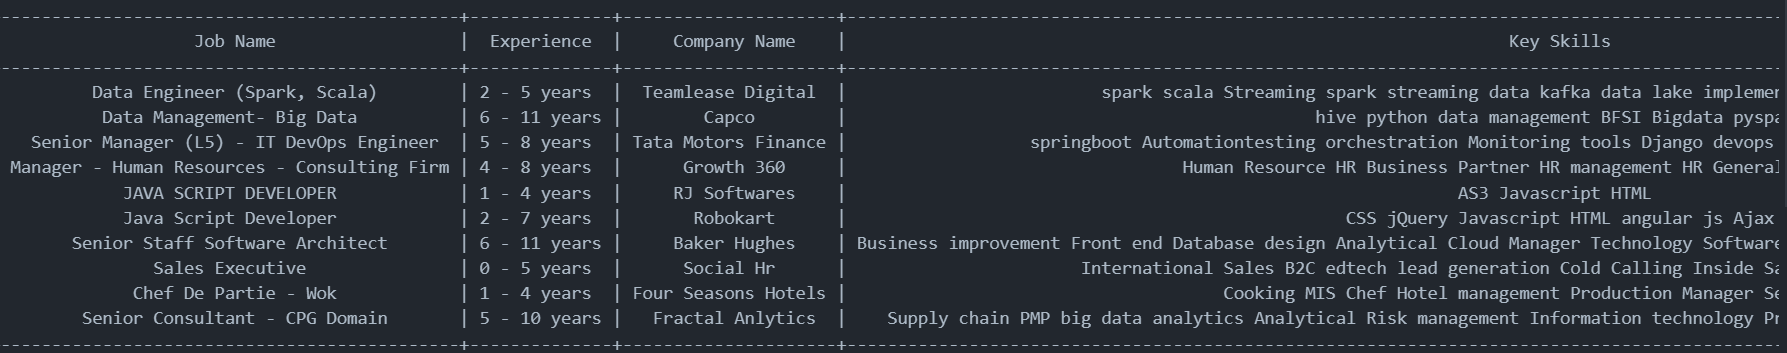 Job Name | Experience | Company Name | Key Skills
Data Engineer (Spark, Scala) | 2 - 5 years | Teamlease Digital | spark scala Streaming spark streaming data kafka data lake implemen
Data Management- Big Data | 6 - 11 years | Capco | hive python data management BFSI Bigdata pyspa
Senior Manager (L5) - IT DevOps Engineer | 5 - 8 years | Tata Motors Finance | springboot Automationtesting orchestration Monitoring tools Django devops
Manager - Human Resources - Consulting Firm | 4 - 8 years | Growth 360 | Human Resource HR Business Partner HR management HR General
JAVA SCRIPT DEVELOPER | 1 - 4 years | RJ Softwares | AS3 Javascript HTML
Java Script Developer | 2 - 7 years | Robokart | CSS jQuery Javascript HTML angular js Ajax
Senior Staff Software Architect | 6 - 11 years | Baker Hughes | Business improvement Front end Database design Analytical Cloud Manager Technology Software
Sales Executive | 0 - 5 years | Social Hr | International Sales B2C edtech lead generation Cold Calling Inside Sa
Chef De Partie - Wok | 1 - 4 years | Four Seasons Hotels | Cooking MIS Chef Hotel management Production Manager Se
Senior Consultant - CPG Domain | 5 - 10 years | Fractal Anlytics | Supply chain PMP big data analytics Analytical Risk management Information technology Pr